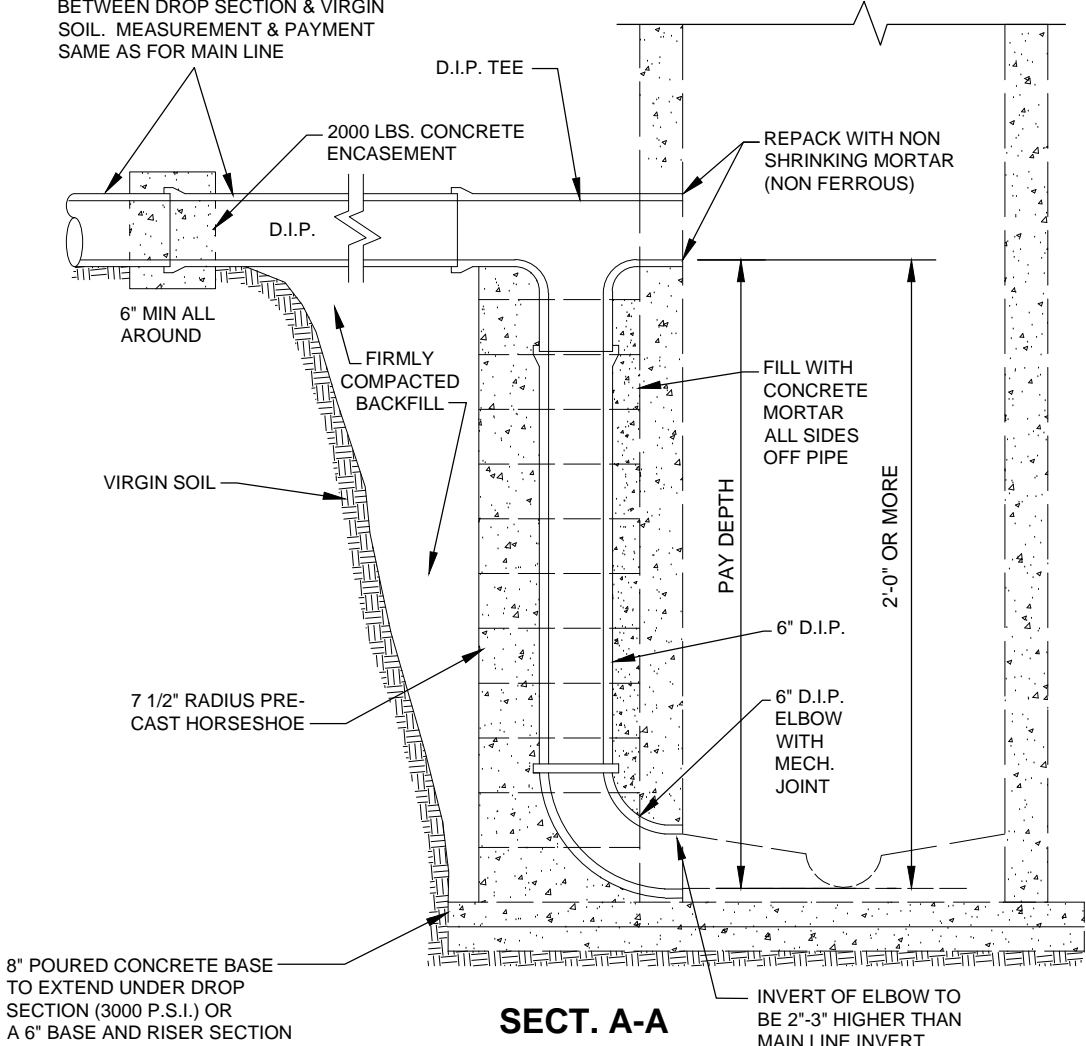 BETWEEN DROP SECTION & VIRGIN
SOIL. MEASUREMENT & PAYMENT
SAME AS FOR MAIN LINE
D.I.P. TEE
2000 LBS. CONCRETE
ENCASEMENT
REPACK WITH NON
SHRINKING MORTAR
(NON FERROUS)
D.I.P.
6" MIN ALL
AROUND
FIRMLY
COMPACTED
BACKFILL
FILL WITH
CONCRETE
MORTAR
ALL SIDES
OFF PIPE
VIRGIN SOIL
PAY DEPTH
2'-0" OR MORE
6" D.I.P.
7 1/2" RADIUS PRE-
CAST HORSESHOE
6" D.I.P.
ELBOW
WITH
MECH.
JOINT
8" POURED CONCRETE BASE
TO EXTEND UNDER DROP
SECTION (3000 P.S.I.) OR
A 6" BASE AND RISER SECTION
SECT. A-A
INVERT OF ELBOW TO
BE 2"-3" HIGHER THAN
MAIN LINE INVERT